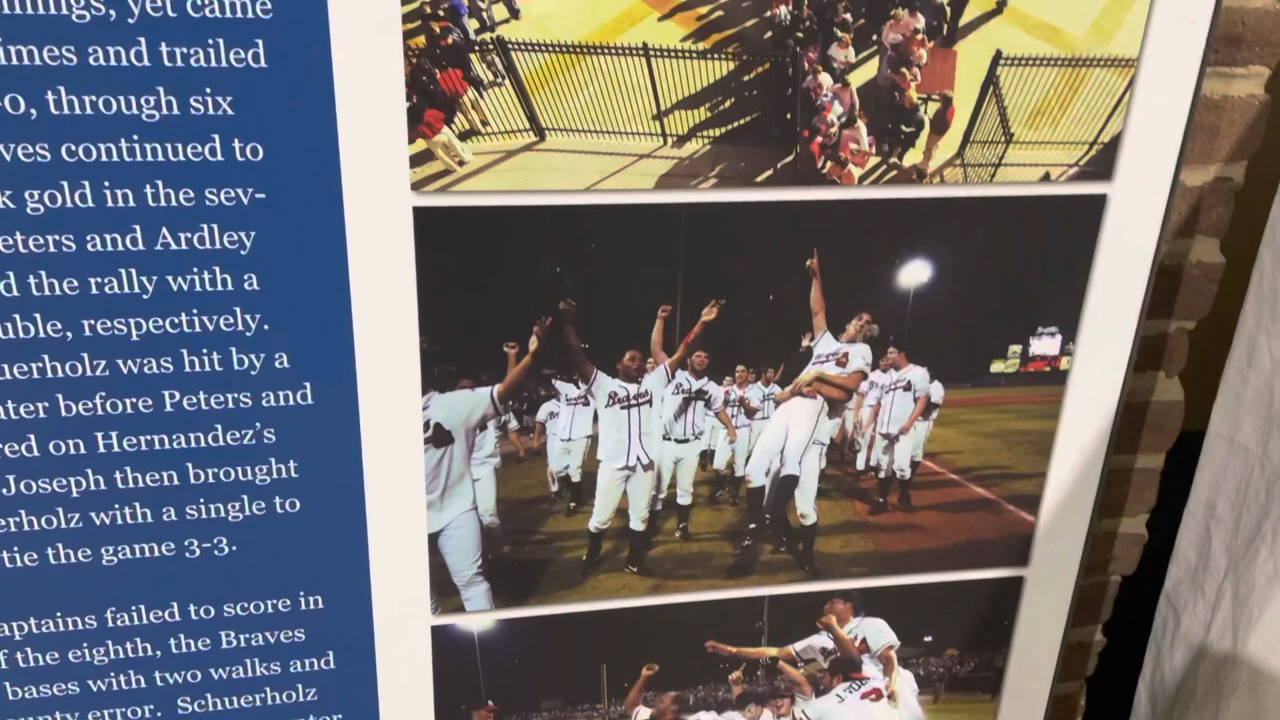 yet came
imes and trailed
-0, through six
ves continued to
k gold in the sev-
eters and Ardley
d the rally with a
uble, respectively.
uerholz was hit by a
ter before Peters and
red on Hernandez's
Joseph then brought
erholz with a single to
tie the game 3-3.
aptains failed to score in
f the eighth, the Braves
bases with two walks and
unty error. Schuerholz
Braves
Braves